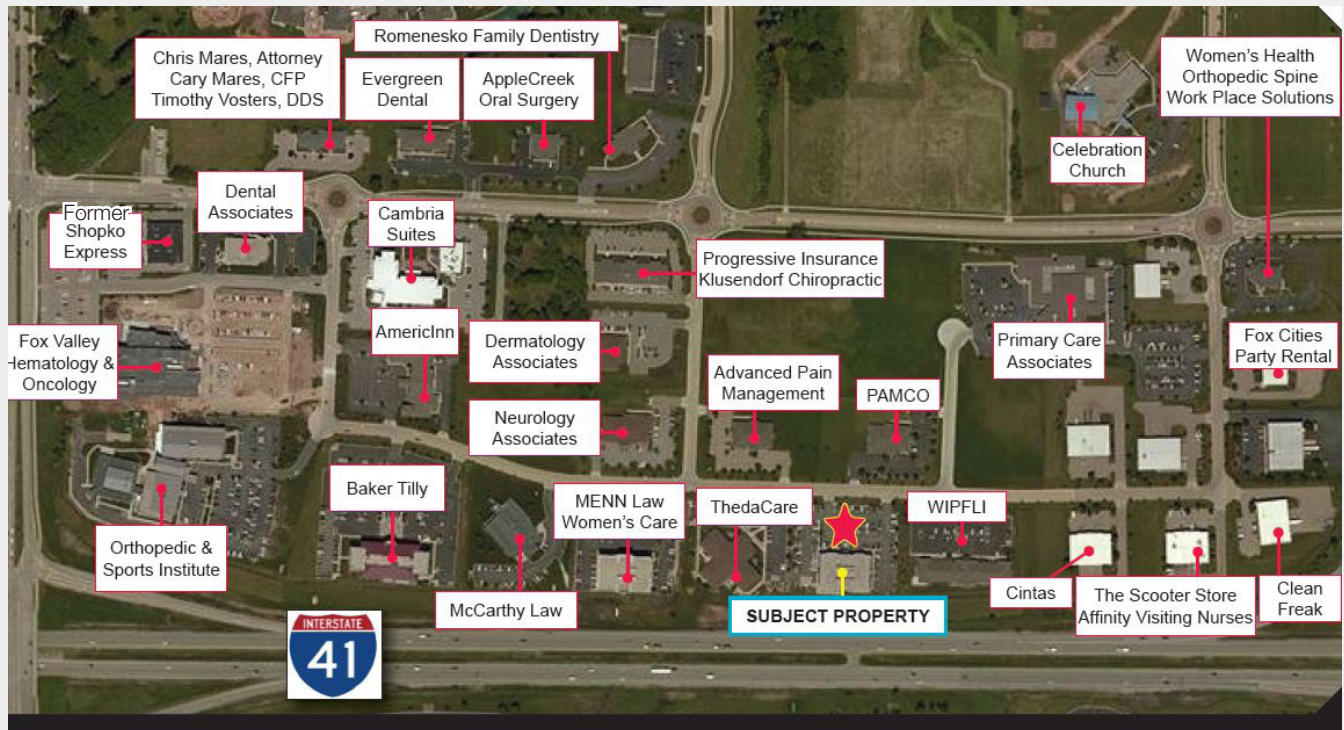 Romenesko Family Dentistry
Chris Mares, Attorney
Cary Mares, CFP
Timothy Vosters, DDS
Evergreen
Dental
AppleCreek
Oral Surgery
Women's Health
Orthopedic Spine
Work Place Solutions
Celebration
Church
Dental
Associates
Former
Shopko
Express
Cambria
Suites
Progressive Insurance
Klusendorf Chiropractic
Fox Valley
Hematology &
Oncology
AmericInn
Dermatology
Associates
Primary Care
Associates
Fox Cities
Party Rental
Advanced Pain
Management
PAMCO
Neurology
Associates
Baker Tilly
MENN Law
Women's Care
ThedaCare
WIPFLI
Orthopedic &
Sports Institute
McCarthy Law
SUBJECT PROPERTY
Cintas
The Scooter Store
Affinity Visiting Nurses
Clean
Freak
INTERSTATE
41